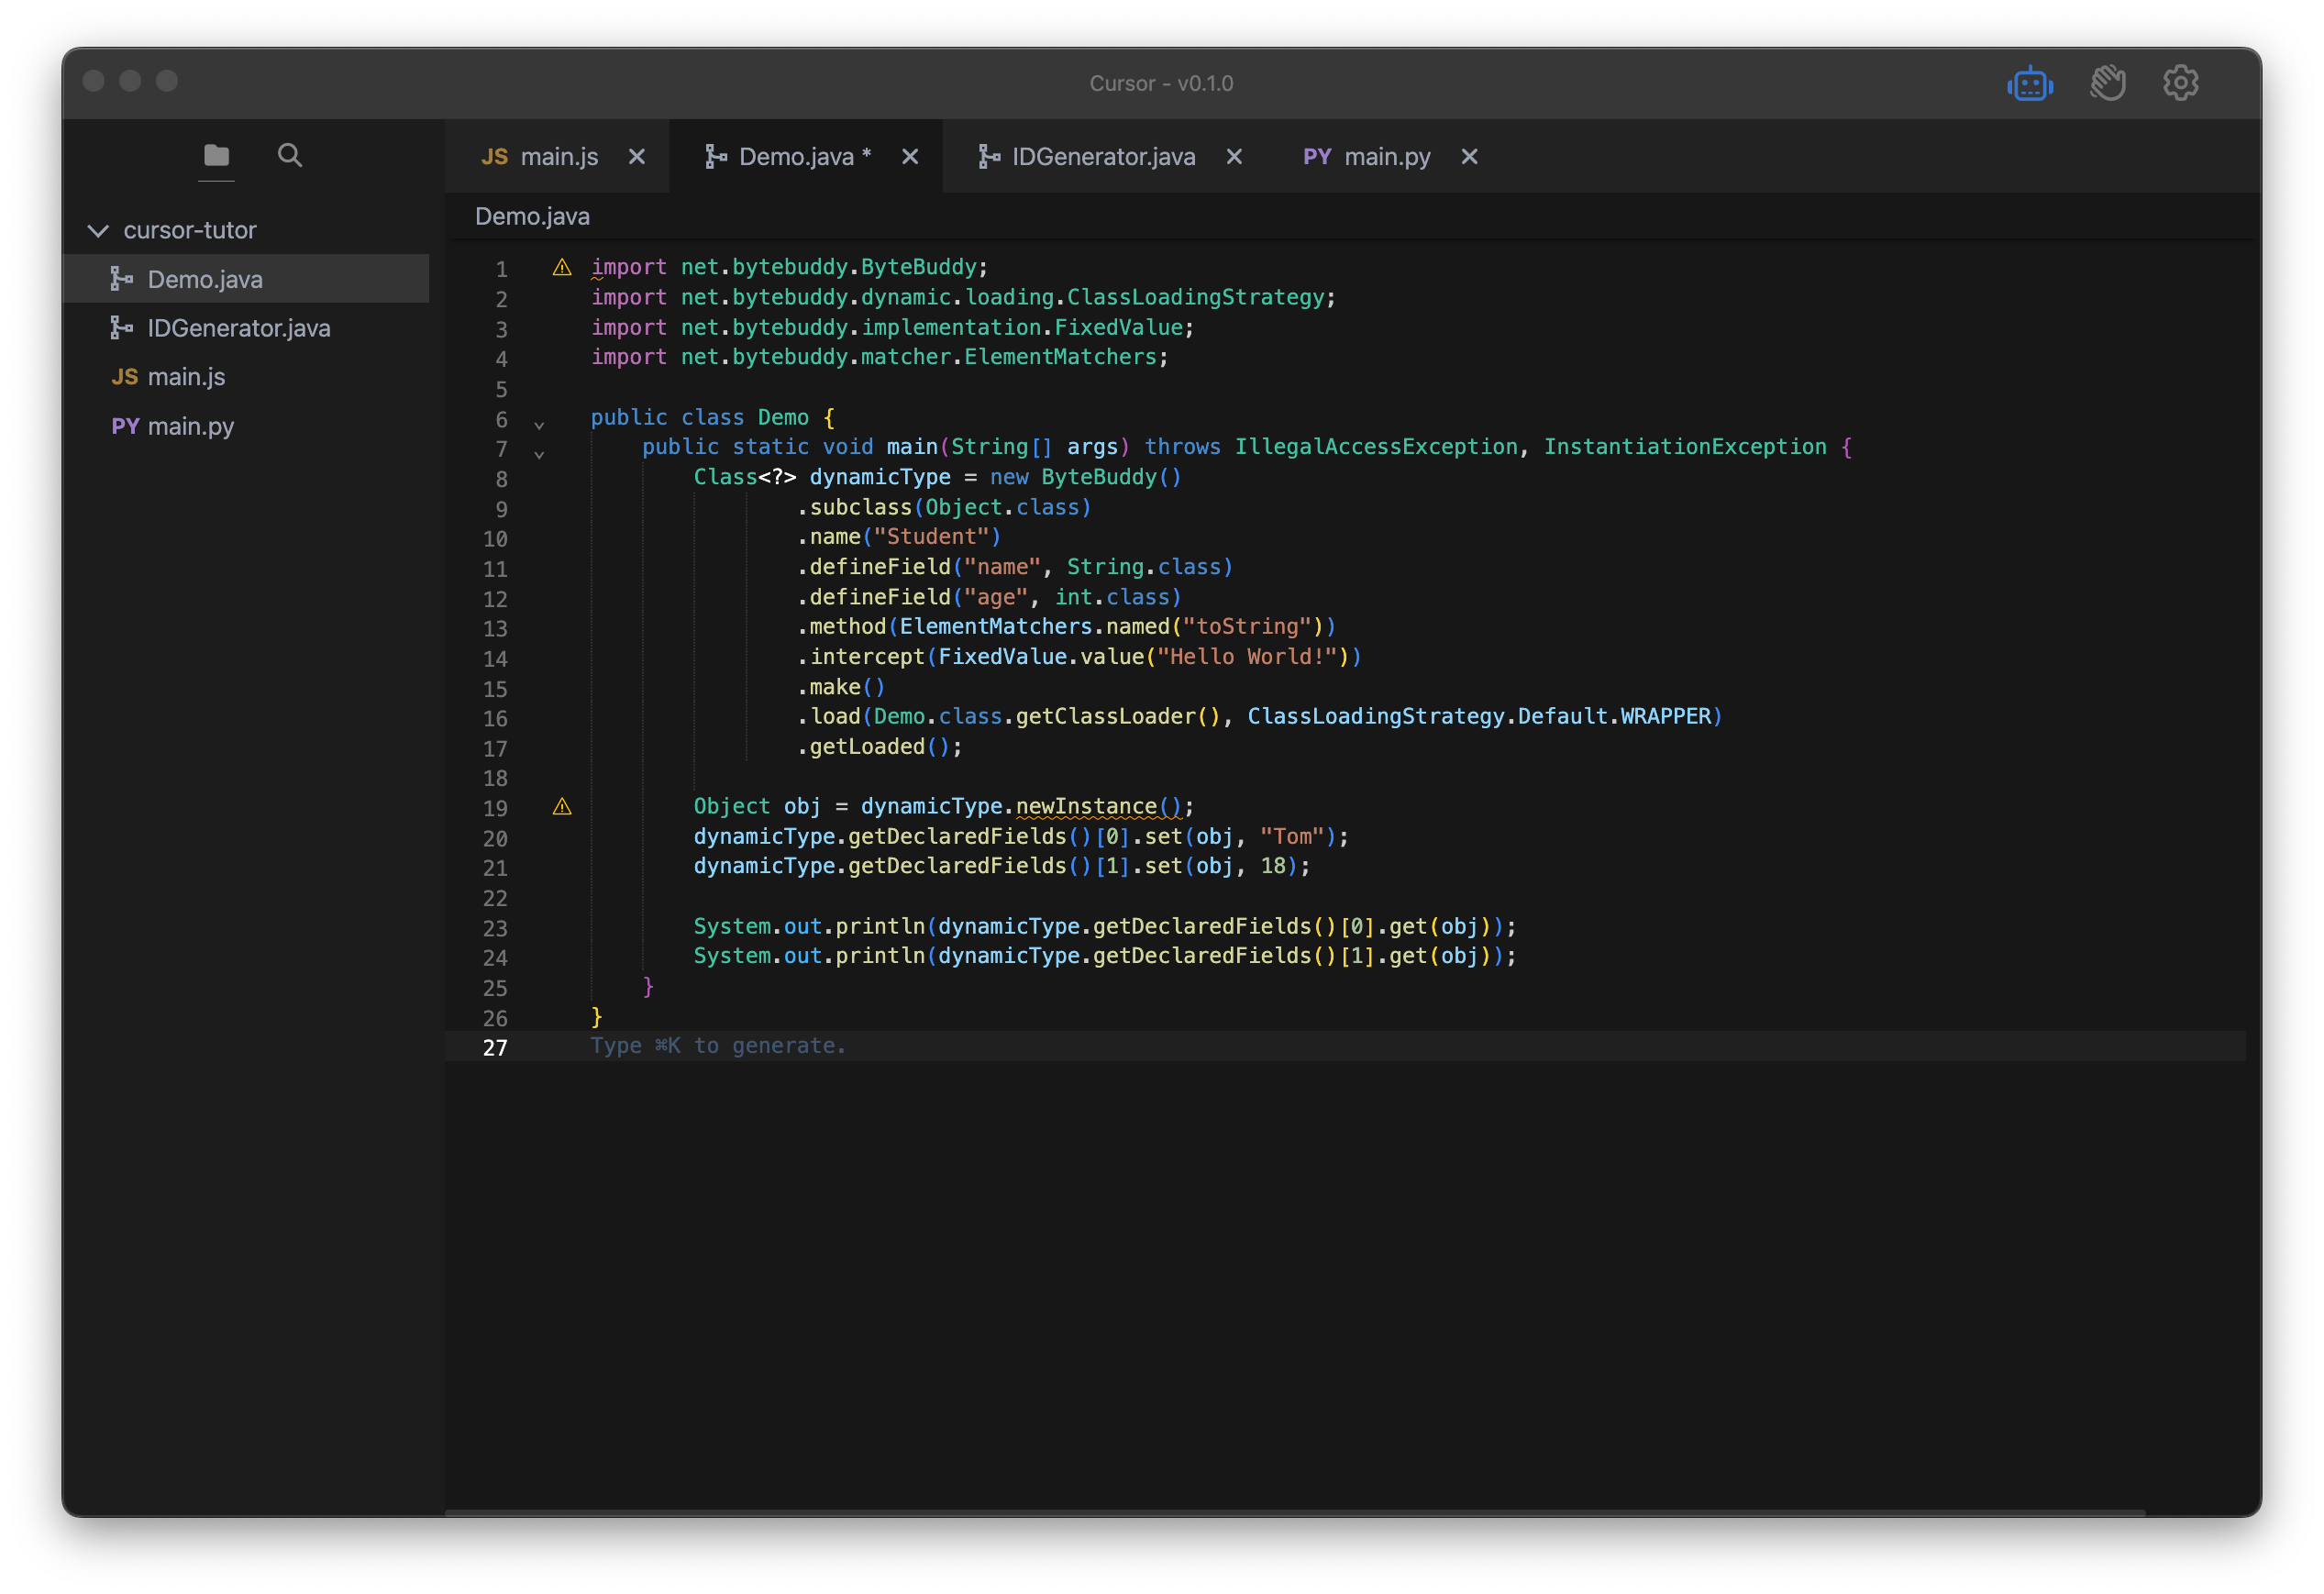 Cursor - v0.1.0
JS main.js
Demo.java *
IDGenerator.java
PY main.py
cursor-tutor
Demo.java
IDGenerator.java
JS main.js
PY main.py
Demo.java
1 import net.bytebuddy.ByteBuddy;
2 import net.bytebuddy.dynamic.loading.ClassLoadingStrategy;
3 import net.bytebuddy.implementation.FixedValue;
4 import net.bytebuddy.matcher.ElementMatchers;
5
6 public class Demo {
7     public static void main(String[] args) throws IllegalAccessException, InstantiationException {
8         Class<?> dynamicType = new ByteBuddy()
9                 .subclass(Object.class)
10                 .name("Student")
11                 .defineField("name", String.class)
12                 .defineField("age", int.class)
13                 .method(ElementMatchers.named("toString"))
14                 .intercept(FixedValue.value("Hello World!"))
15                 .make()
16                 .load(Demo.class.getClassLoader(), ClassLoadingStrategy.Default.WRAPPER)
17                 .getLoaded();
18
19         Object obj = dynamicType.newInstance();
20         dynamicType.getDeclaredFields()[0].set(obj, "Tom");
21         dynamicType.getDeclaredFields()[1].set(obj, 18);
22
23         System.out.println(dynamicType.getDeclaredFields()[0].get(obj));
24         System.out.println(dynamicType.getDeclaredFields()[1].get(obj));
25     }
26 }
27 Type ⌘K to generate.